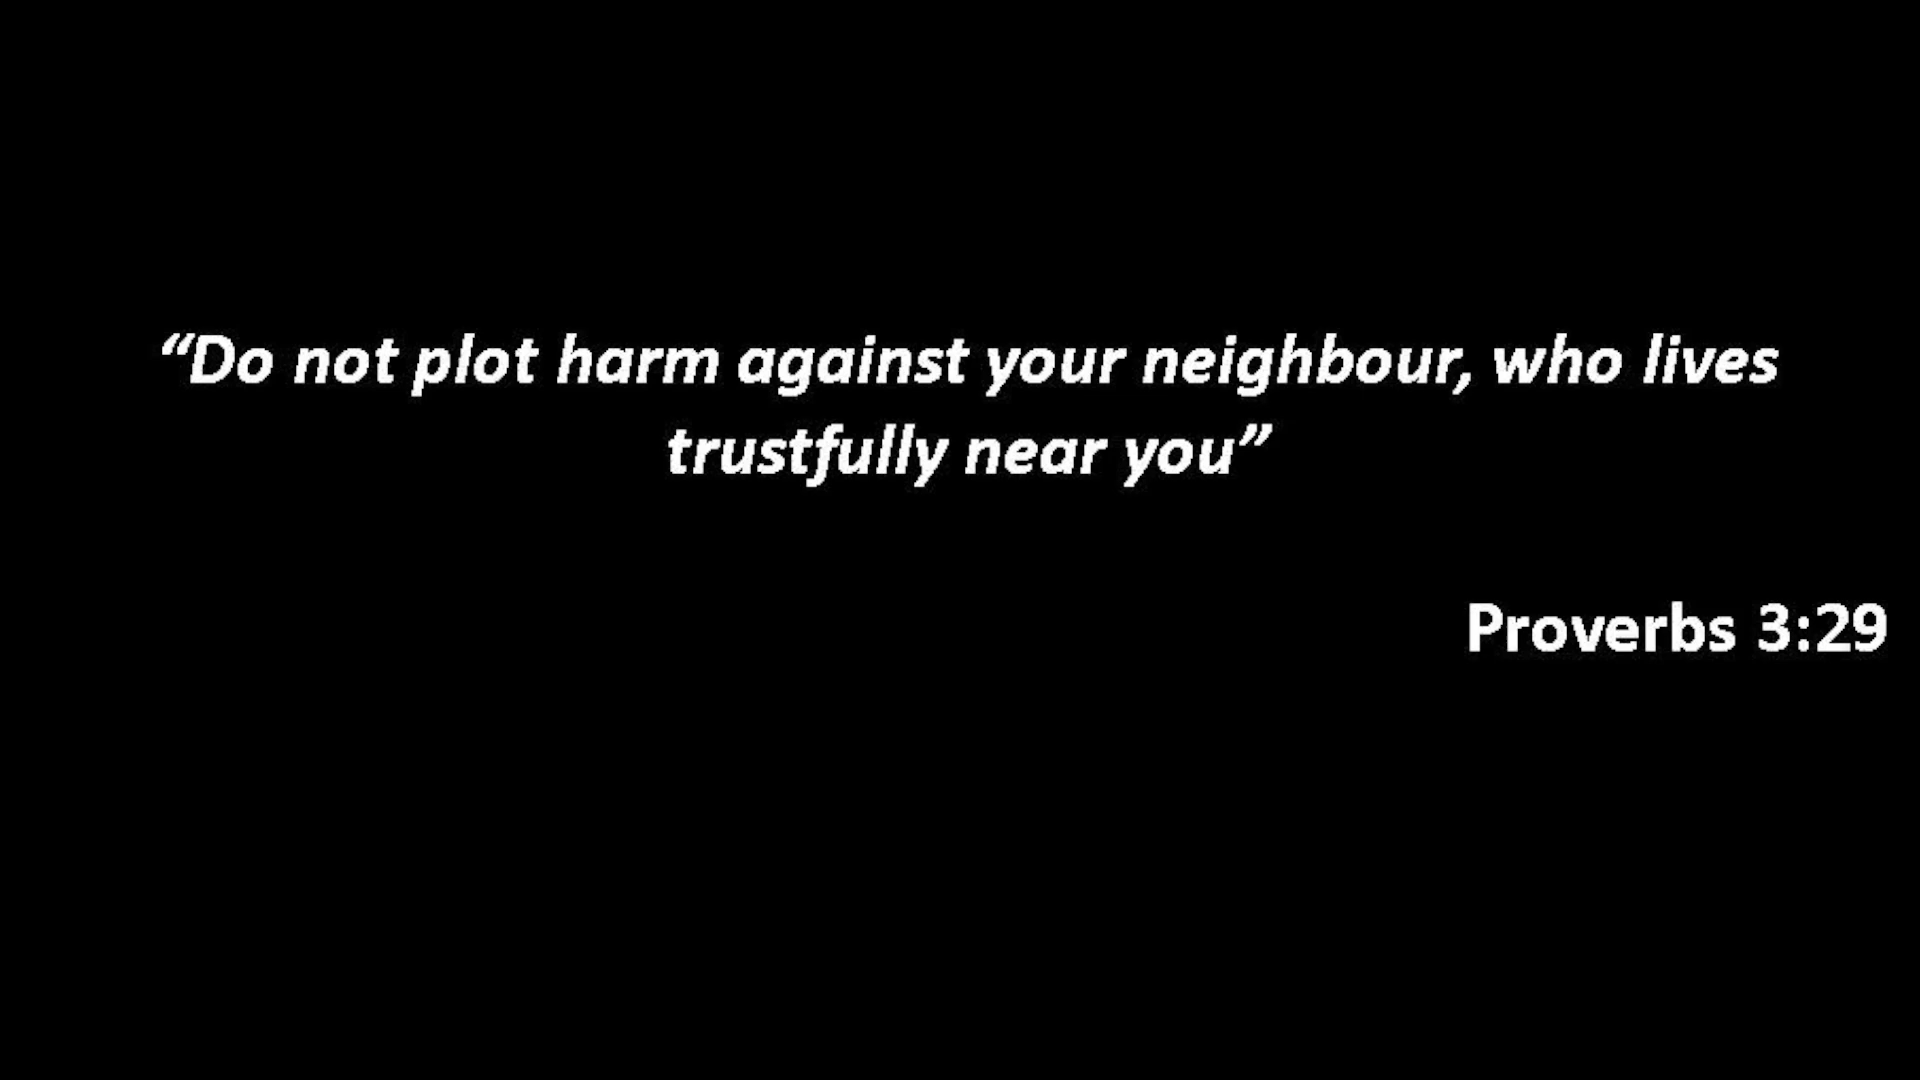 “Do not plot harm against your neighbour, who lives
trustfully near you”
Proverbs 3:29